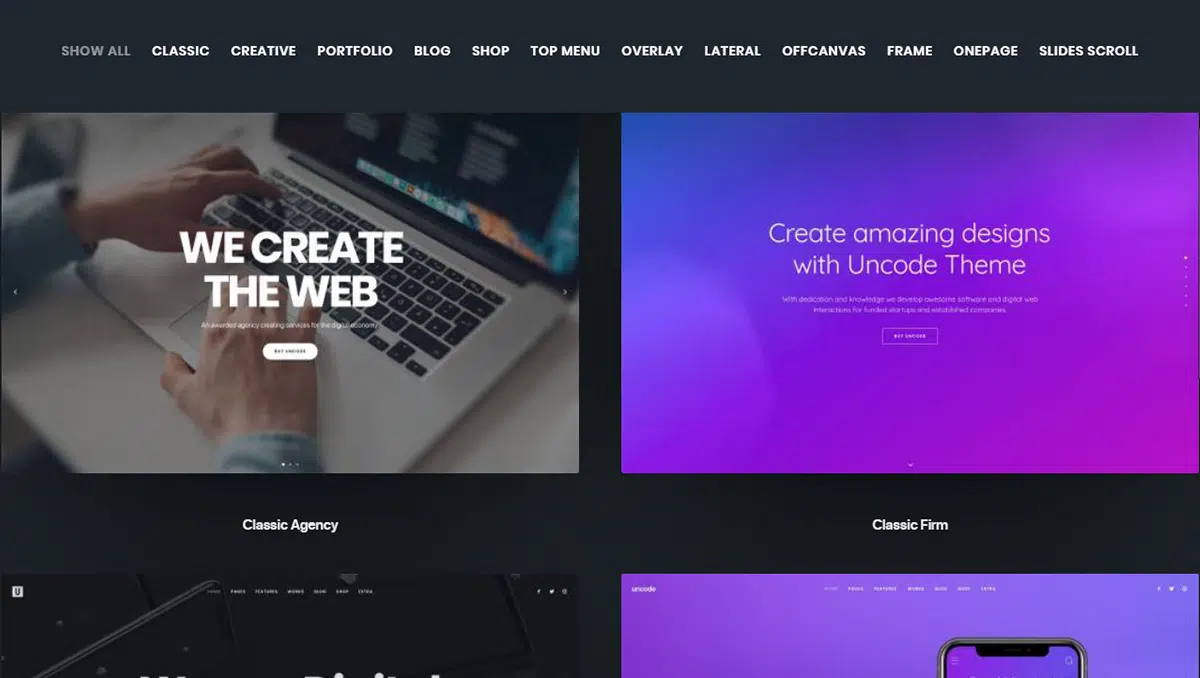 SHOW ALL CLASSIC CREATIVE PORTFOLIO BLOG SHOP TOP MENU OVERLAY LATERAL OFFCANVAS FRAME ONEPAGE SLIDES SCROLL
WE CREATE
THE WEB
An awarded agency creating services for the digital economy
BUY UNCODE
Create amazing designs
with Uncode Theme
With dedication and knowledge we develop awesome software and digital web
interactions for funded startups and established companies.
BUY UNCODE
Classic Agency
Classic Firm
U
HOME PAGES FEATURES WORKS BLOG SHOP EXTRA
uncode
HOME PAGES FEATURES WORKS BLOG SHOP EXTRA